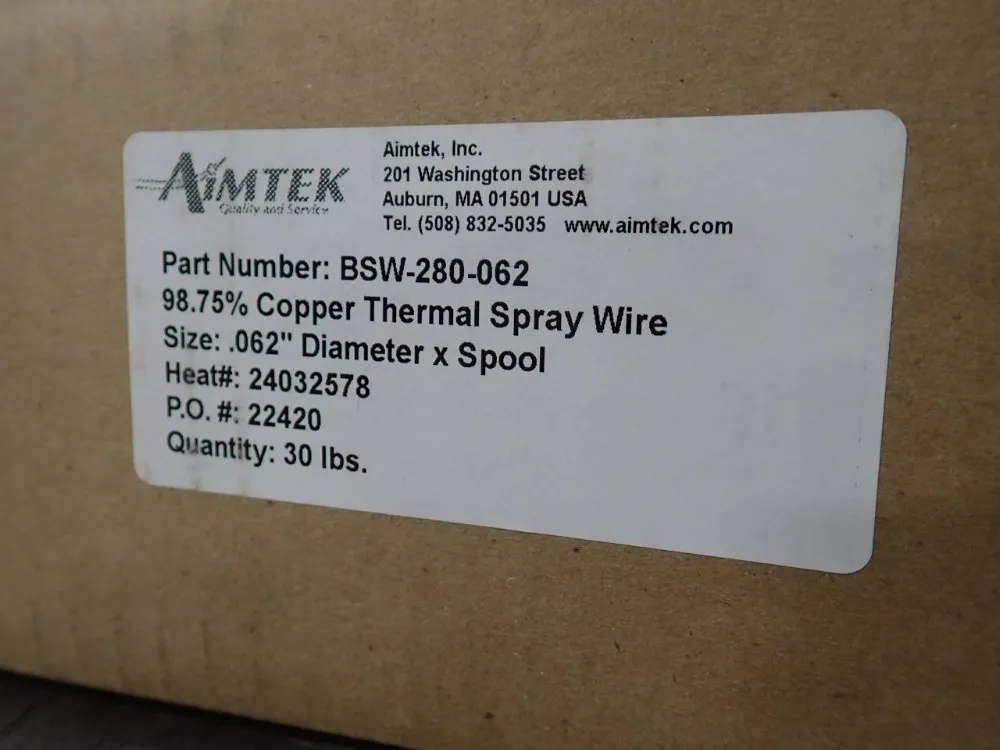 AIMTEK
Quality and Service
Aimtek, Inc.
201 Washington Street
Auburn, MA 01501 USA
Tel. (508) 832-5035 www.aimtek.com
Part Number: BSW-280-062
98.75% Copper Thermal Spray Wire
Size: .062" Diameter x Spool
Heat#: 24032578
P.O. #: 22420
Quantity: 30 lbs.